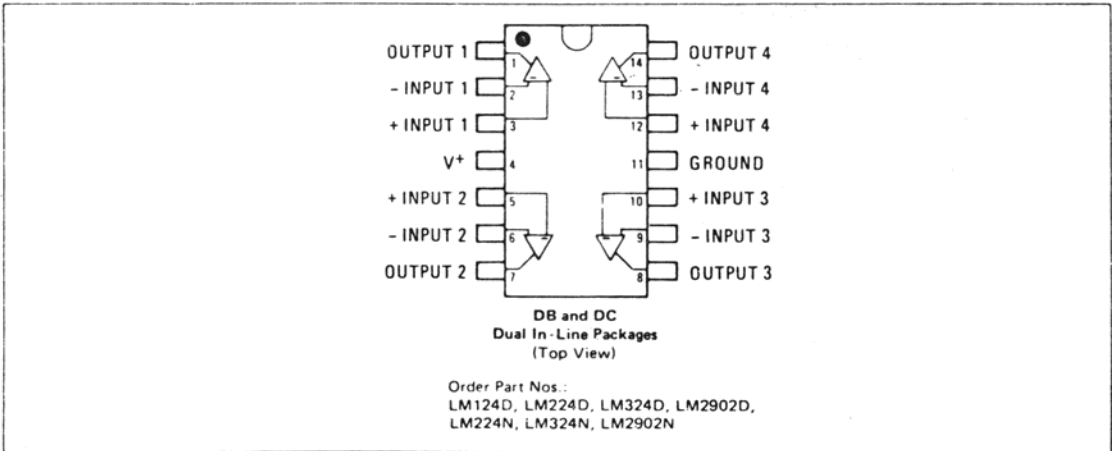 OUTPUT 1 1 14 OUTPUT 4
- INPUT 1 2 13 - INPUT 4
+ INPUT 1 3 12 + INPUT 4
V+ 4 11 GROUND
+ INPUT 2 5 10 + INPUT 3
- INPUT 2 6 9 - INPUT 3
OUTPUT 2 7 8 OUTPUT 3
DB and DC
Dual In-Line Packages
(Top View)
Order Part Nos.:
LM124D, LM224D, LM324D, LM2902D,
LM224N, LM324N, LM2902N